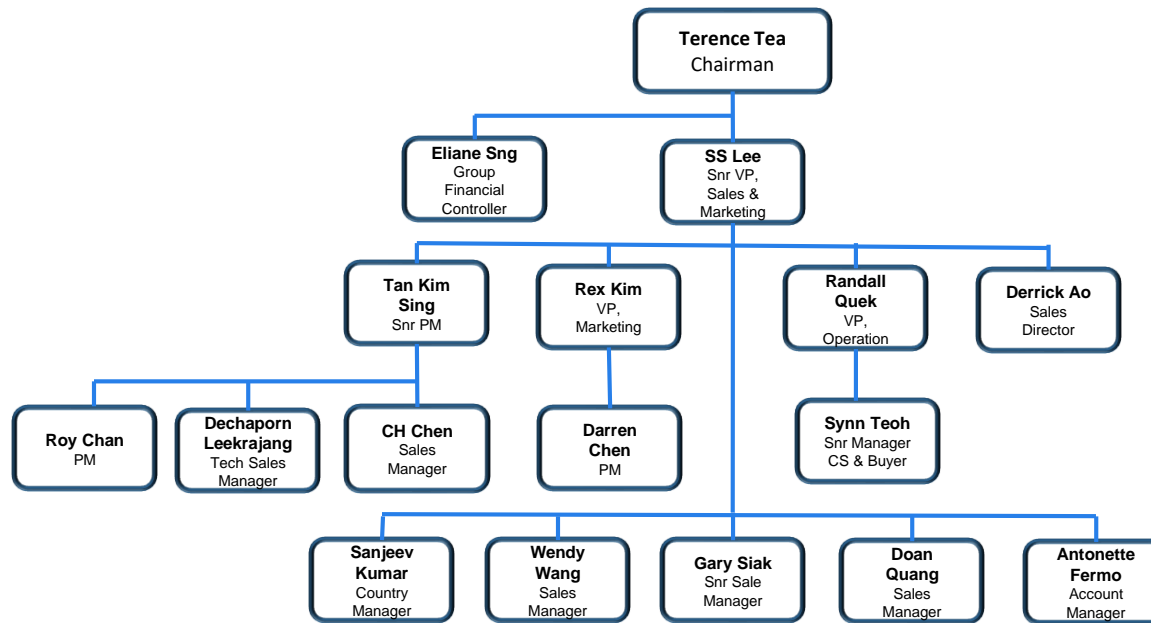 Terence Tea
Chairman
Eliane Sng
Group
Financial
Controller
SS Lee
Snr VP,
Sales &
Marketing
Tan Kim
Sing
Snr PM
Rex Kim
VP,
Marketing
Randall
Quek
VP,
Operation
Derrick Ao
Sales
Director
Roy Chan
PM
Dechaporn
Leekrajang
Tech Sales
Manager
CH Chen
Sales
Manager
Darren
Chen
PM
Synn Teoh
Snr Manager
CS & Buyer
Sanjeev
Kumar
Country
Manager
Wendy
Wang
Sales
Manager
Gary Siak
Snr Sale
Manager
Doan
Quang
Sales
Manager
Antonette
Fermo
Account
Manager